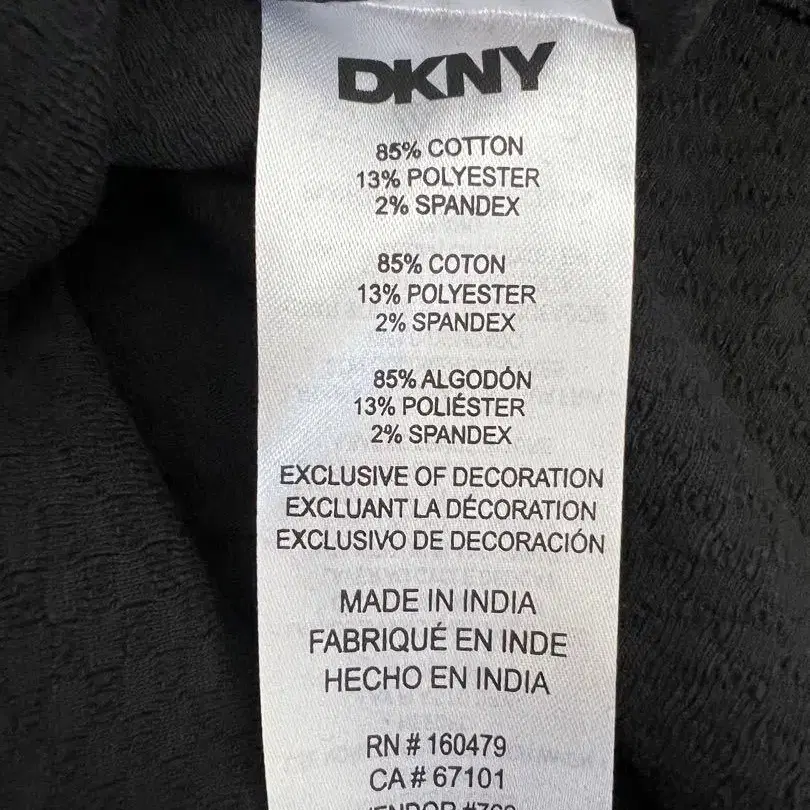 DKNY
85% COTTON
13% POLYESTER
2% SPANDEX
85% COTON
13% POLYESTER
2% SPANDEX
85% ALGODÓN
13% POLIÉSTER
2% SPANDEX
EXCLUSIVE OF DECORATION
EXCLUANT LA DÉCORATION
EXCLUSIVO DE DECORACIÓN
MADE IN INDIA
FABRIQUÉ EN INDE
HECHO EN INDIA
RN # 160479
CA # 67101